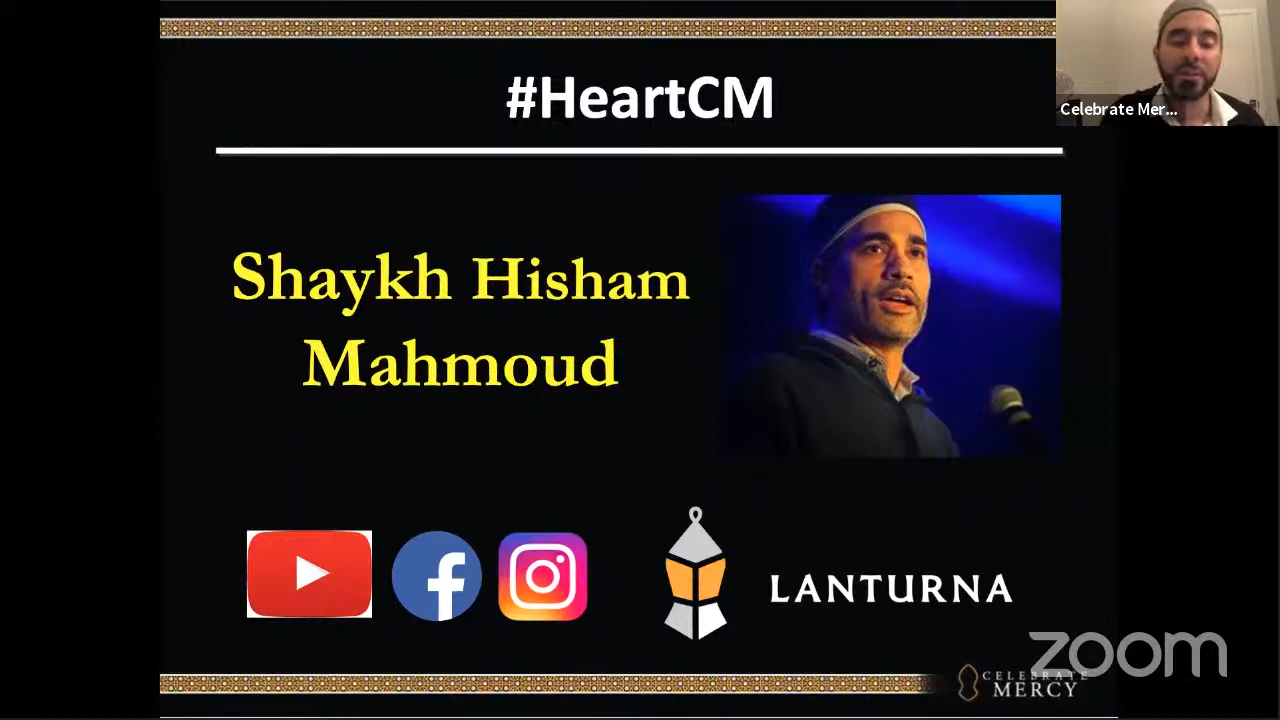 #HeartCM
Celebrate Mer...
Shaykh Hisham
Mahmoud
LANTURNA
zoom
CELEBRATE
MERCY